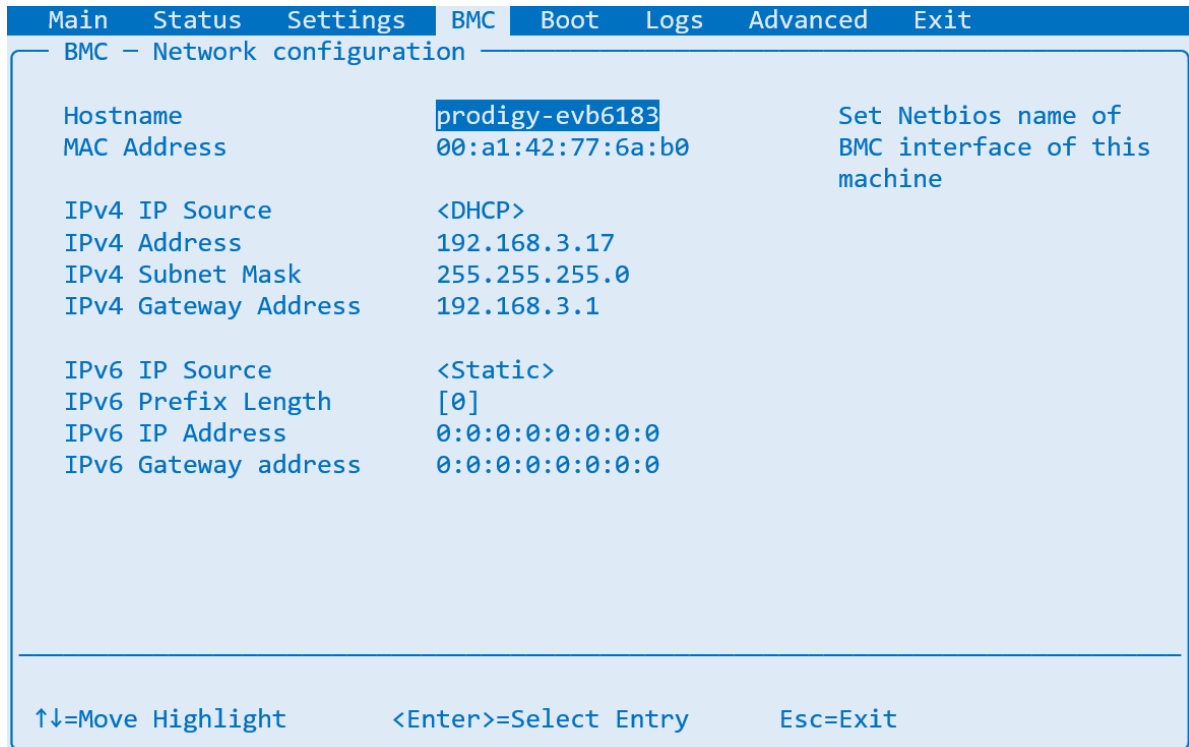 Main Status Settings BMC Boot Logs Advanced Exit
BMC — Network configuration
Hostname prodigy-evb6183 Set Netbios name of
MAC Address 00:a1:42:77:6a:b0 BMC interface of this
machine
IPv4 IP Source <DHCP>
IPv4 Address 192.168.3.17
IPv4 Subnet Mask 255.255.255.0
IPv4 Gateway Address 192.168.3.1
IPv6 IP Source <Static>
IPv6 Prefix Length [0]
IPv6 IP Address 0:0:0:0:0:0:0:0
IPv6 Gateway address 0:0:0:0:0:0:0:0
↑↓=Move Highlight <Enter>=Select Entry Esc=Exit